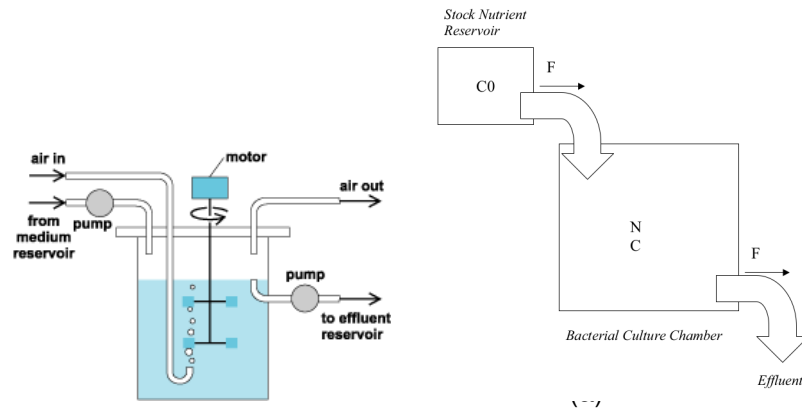 air in
motor
air out
from
medium
reservoir
pump
pump
to effluent
reservoir
Stock Nutrient
Reservoir
F
C0
N
C
F
Bacterial Culture Chamber
Effluent